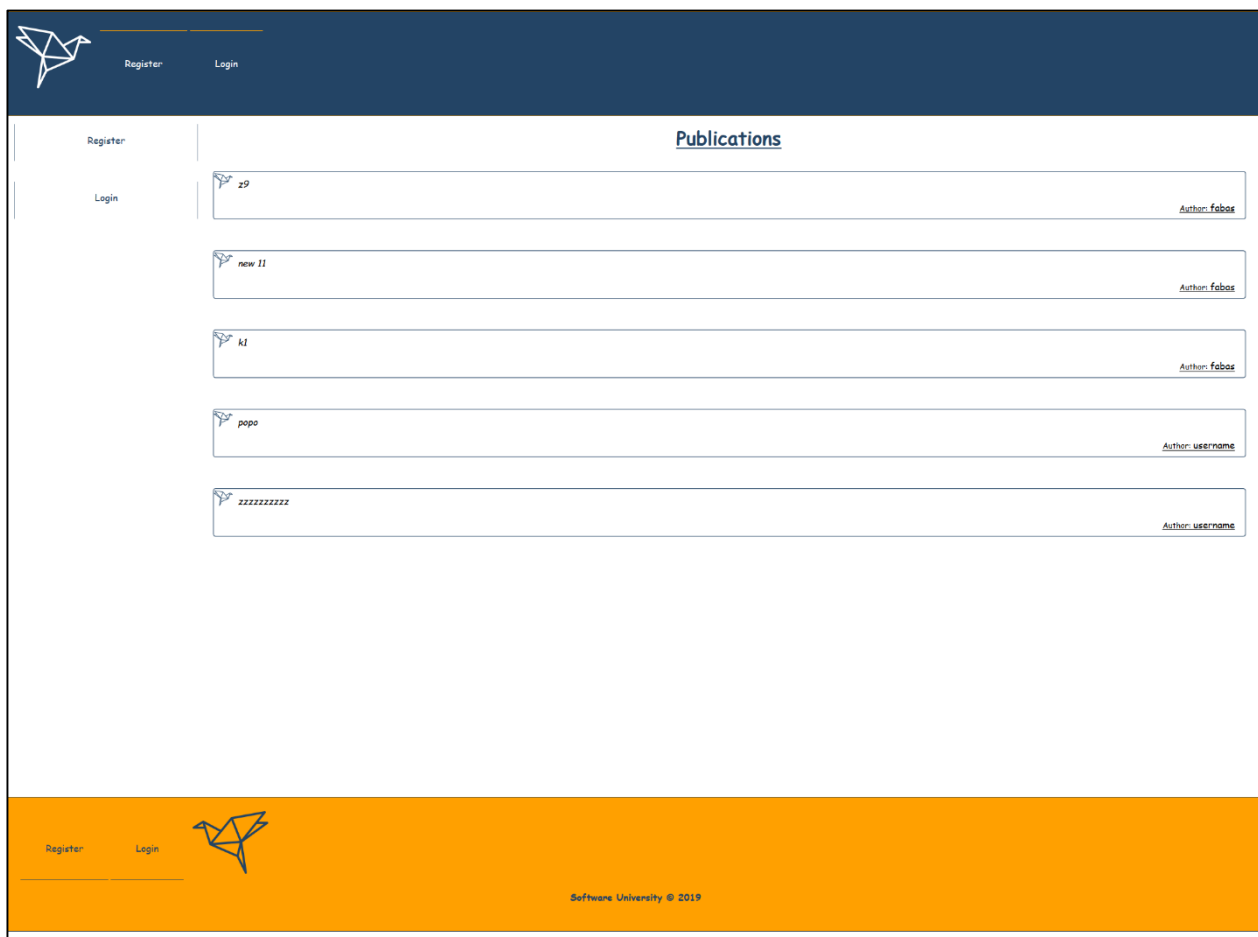 Register Login
Register
Login
Publications
z9
Author: fabas
new 11
Author: fabas
k1
Author: fabas
popo
Author: username
zzzzzzzzzz
Author: username
Register Login
Software University © 2019